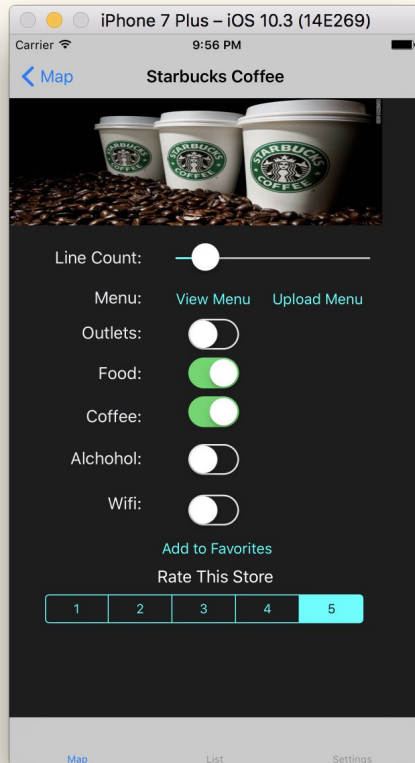 iPhone 7 Plus – iOS 10.3 (14E269)
Carrier 9:56 PM
Map Starbucks Coffee
STARBUCKS COFFEE
STARBUCKS COFFEE
STARBUCKS COFFEE
Line Count:
Menu: View Menu Upload Menu
Outlets:
Food:
Coffee:
Alchohol:
Wifi:
Add to Favorites
Rate This Store
1 2 3 4 5
Map List Settings